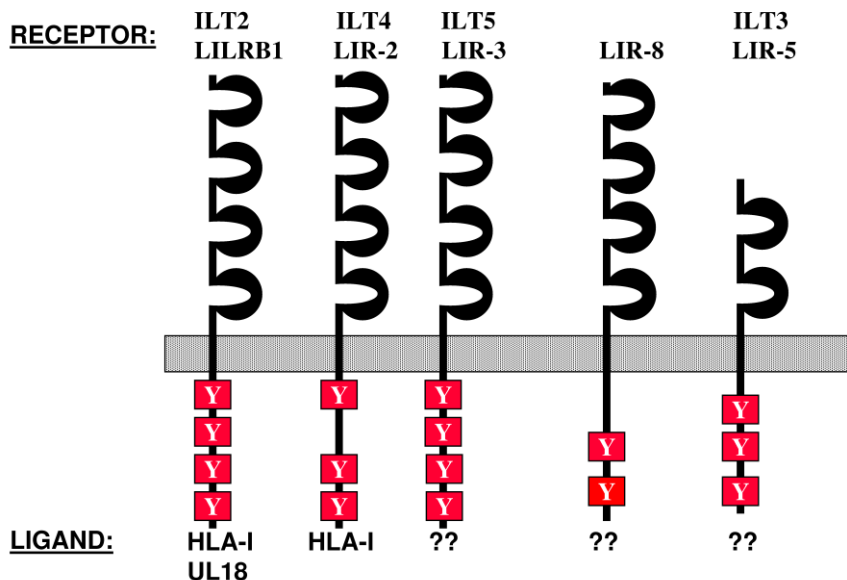 ILT2 ILT4 ILT5 ILT3
RECEPTOR: LILRB1 LIR-2 LIR-3 LIR-8 LIR-5
Y Y Y
Y
Y Y Y
Y Y Y
Y Y Y
Y Y Y Y Y
LIGAND: HLA-I HLA-I ?? ?? ??
UL18